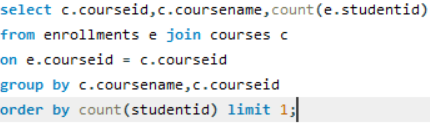 select c.courseid,c.coursename,count(e.studentid)
from enrollments e join courses c
on e.courseid = c.courseid
group by c.coursename,c.courseid
order by count(studentid) limit 1;